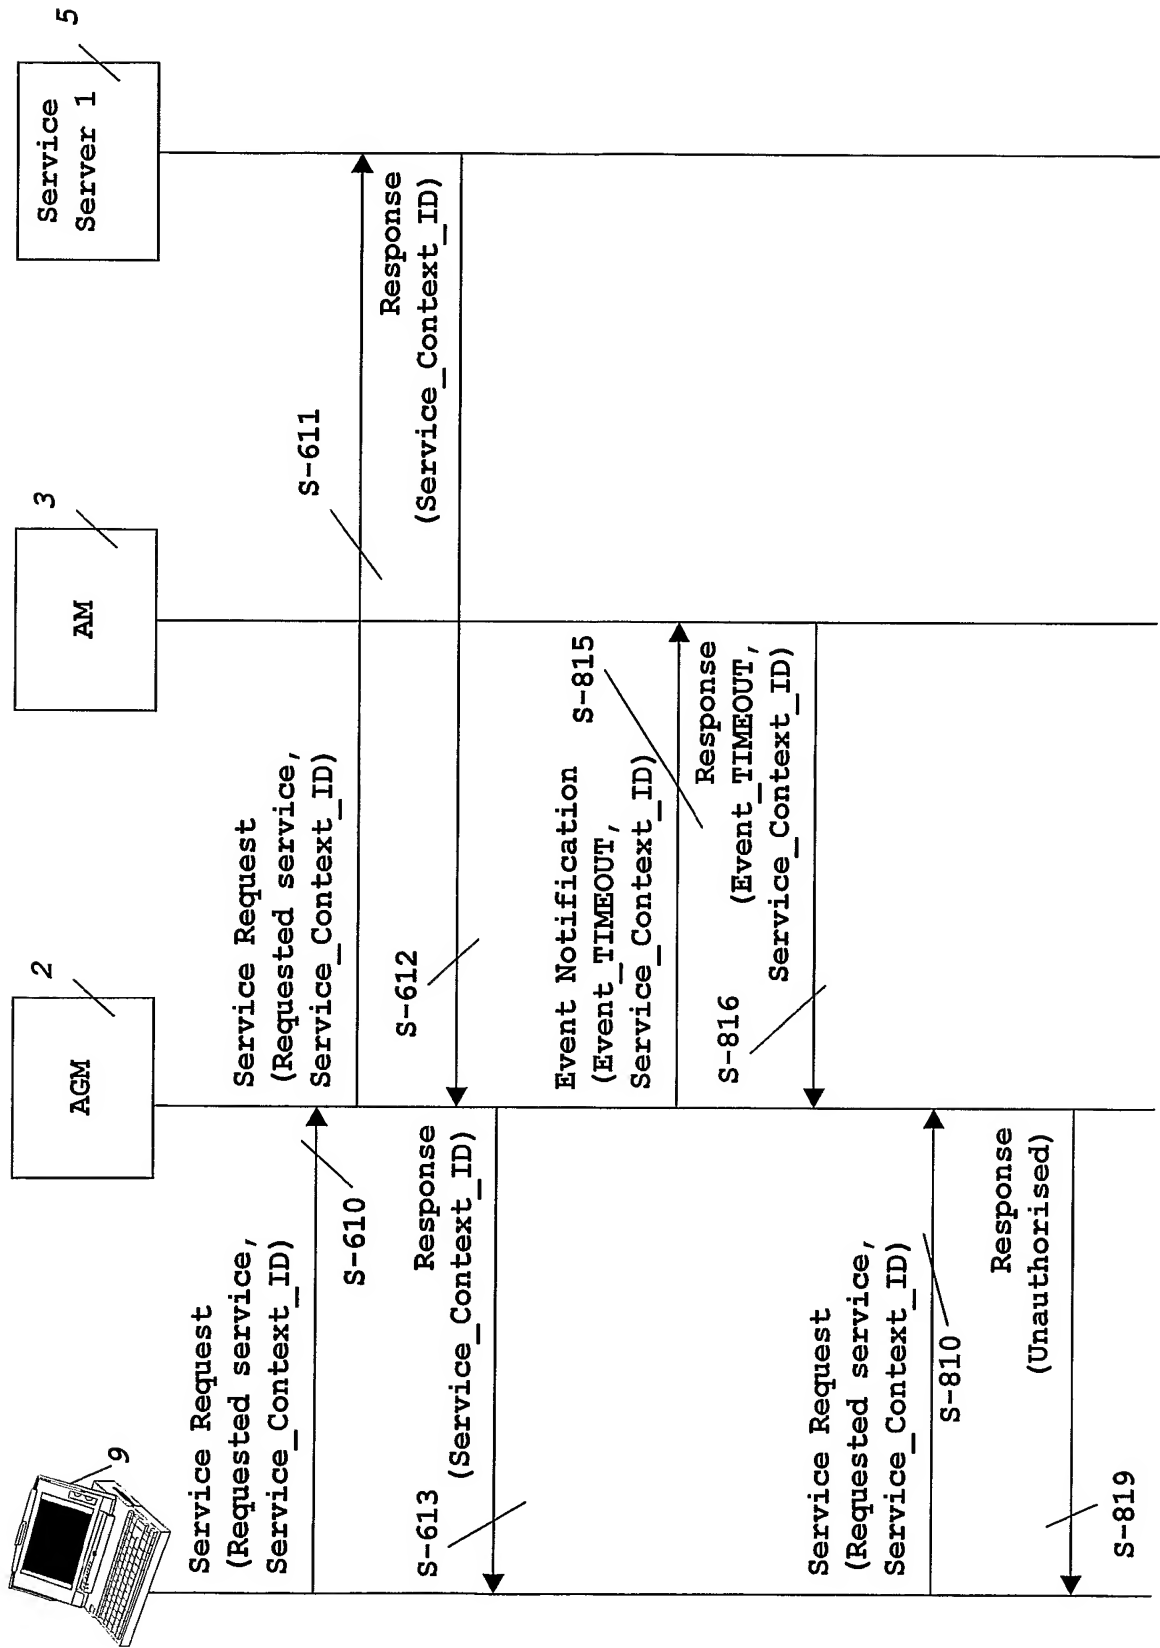 9
AGM
2
AM
3
Service
Server 1
5
Service Request
(Requested service,
Service_Context_ID)
S-610
Service Request
(Requested service,
Service_Context_ID)
S-611
Response
(Service_Context_ID)
S-612
Response
(Service_Context_ID)
S-613
Event Notification
(Event_TIMEOUT,
Service_Context_ID)
S-815
Response
(Event_TIMEOUT,
Service_Context_ID)
S-816
Service Request
(Requested service,
Service_Context_ID)
S-810
Response
(Unauthorised)
S-819